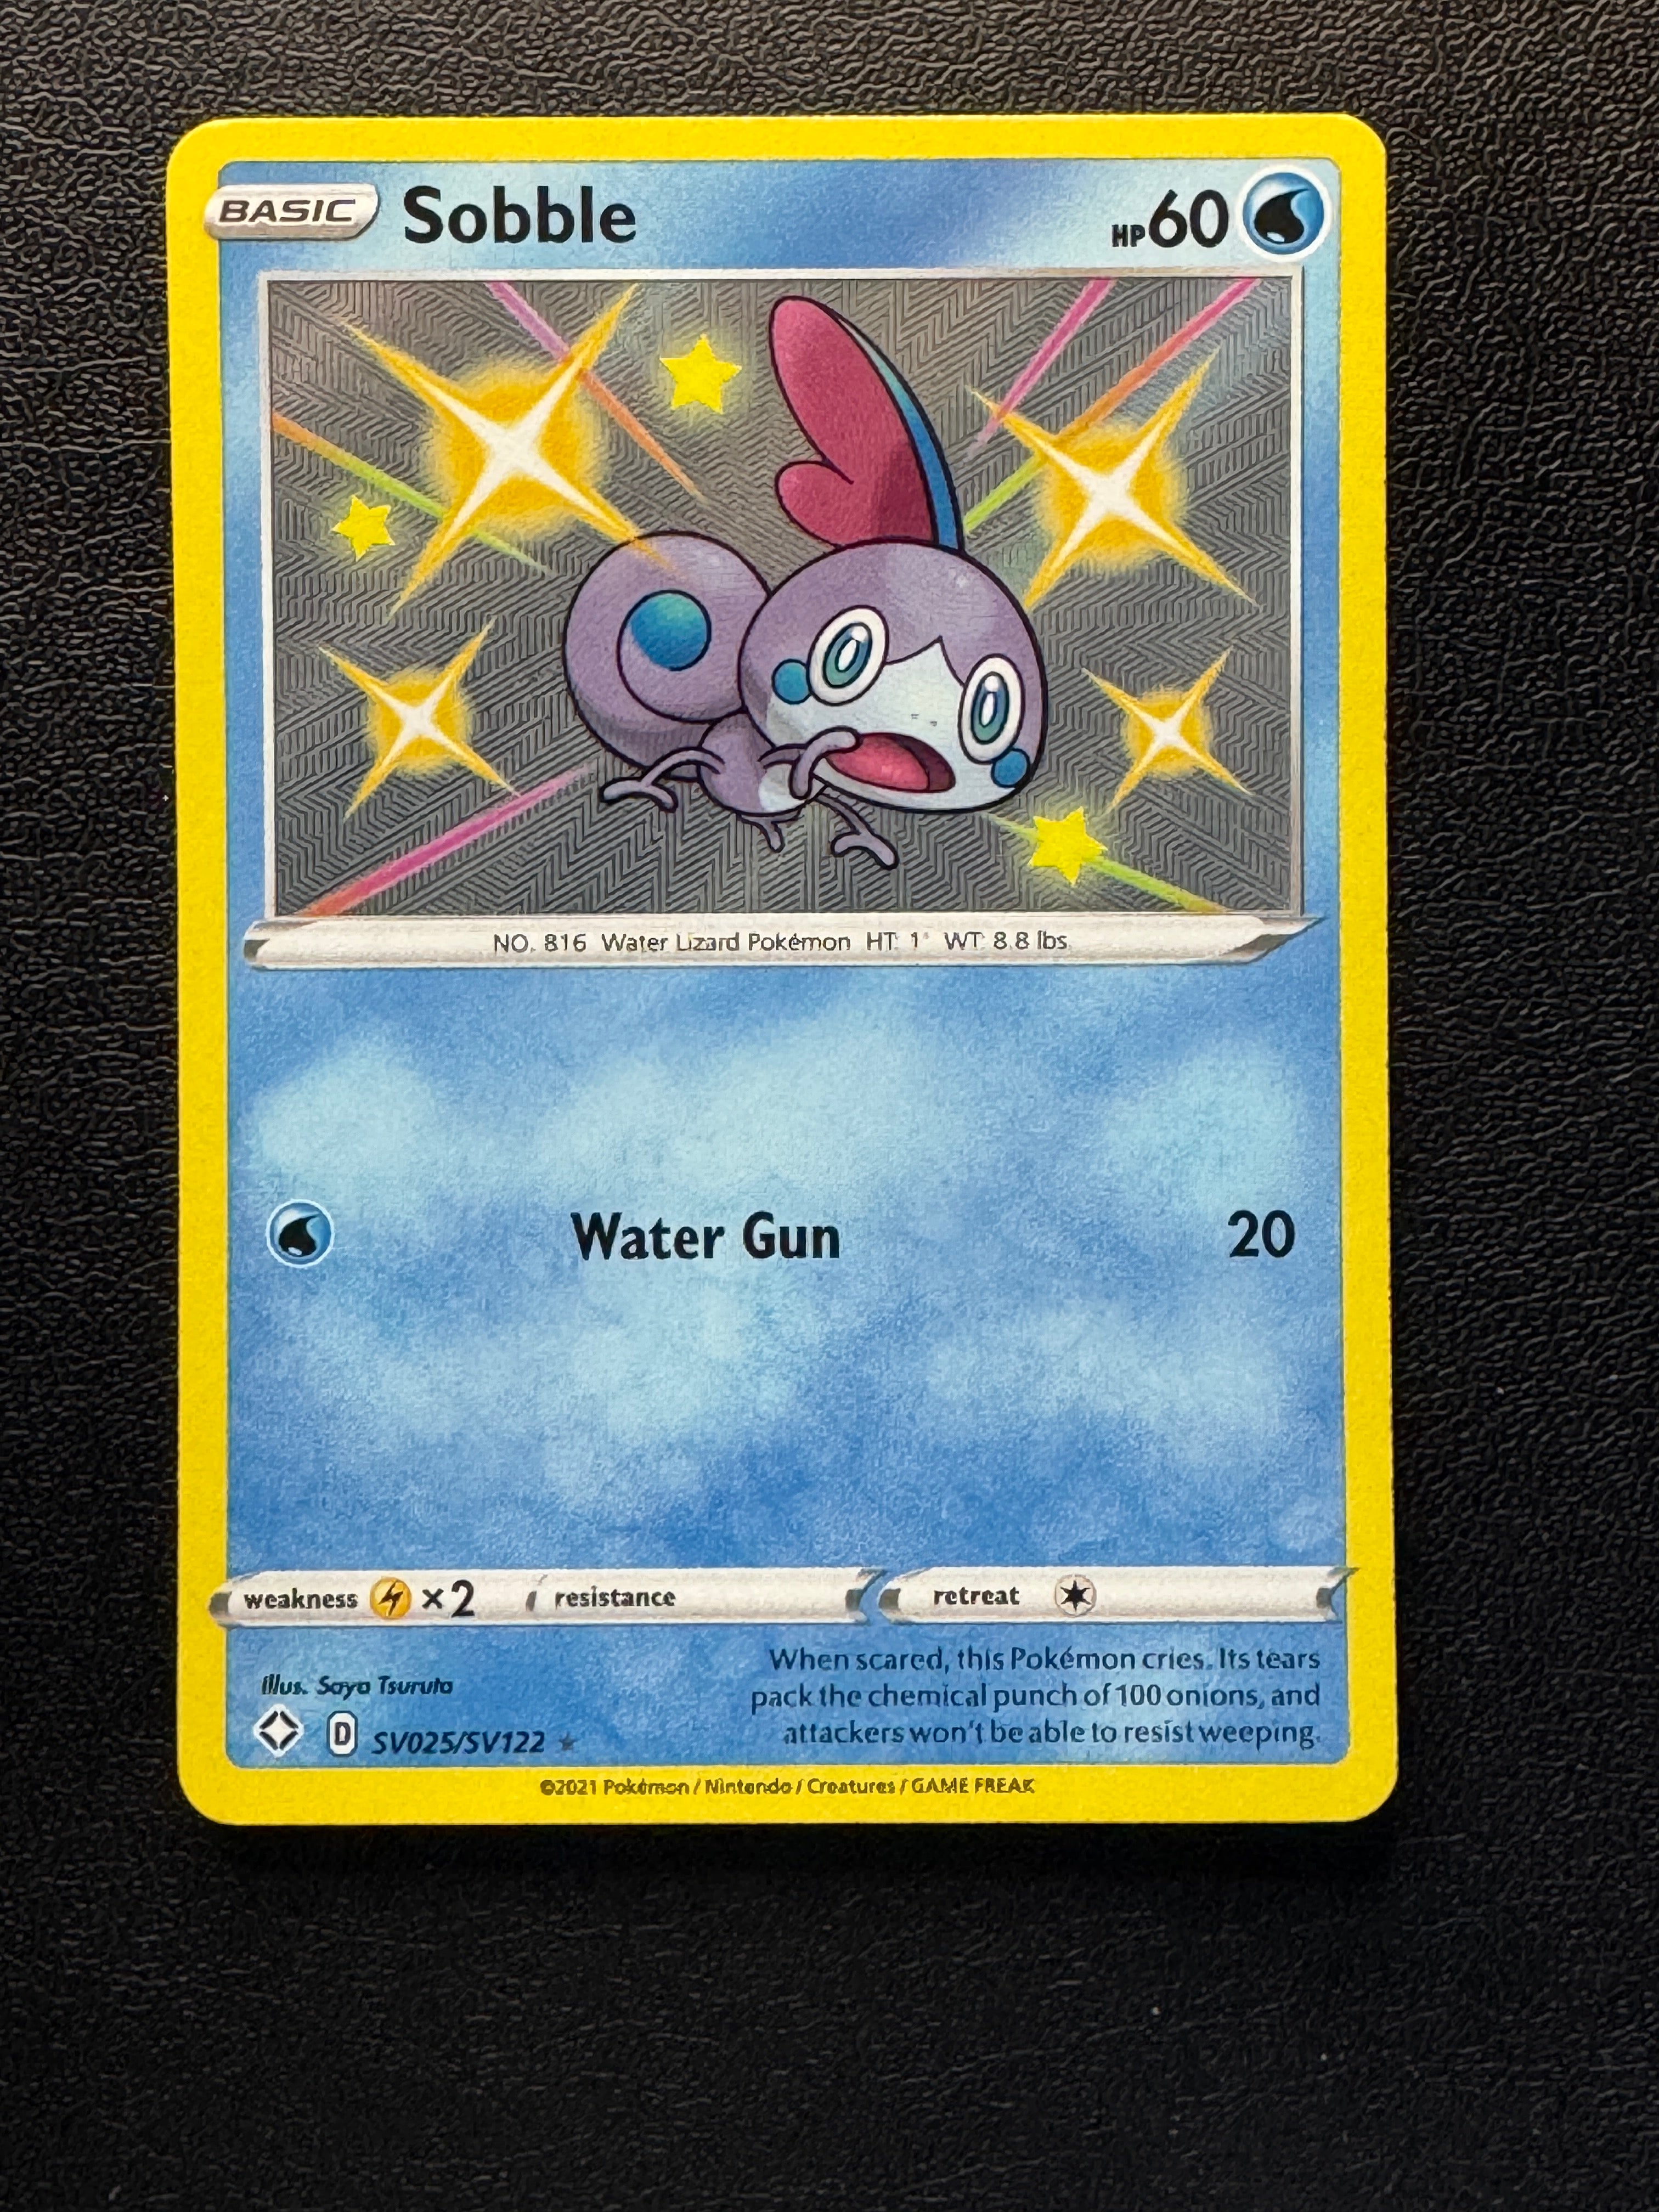 BASIC Sobble HP60
NO. 816 Water Lizard Pokémon HT: 1' WT: 8.8 lbs
Water Gun 20
weakness ×2 resistance retreat
Illus. Saya Tsuruta
When scared, this Pokémon cries. Its tears
pack the chemical punch of 100 onions, and
attackers won't be able to resist weeping.
D SV025/SV122 ★
©2021 Pokémon / Nintendo / Creatures / GAME FREAK